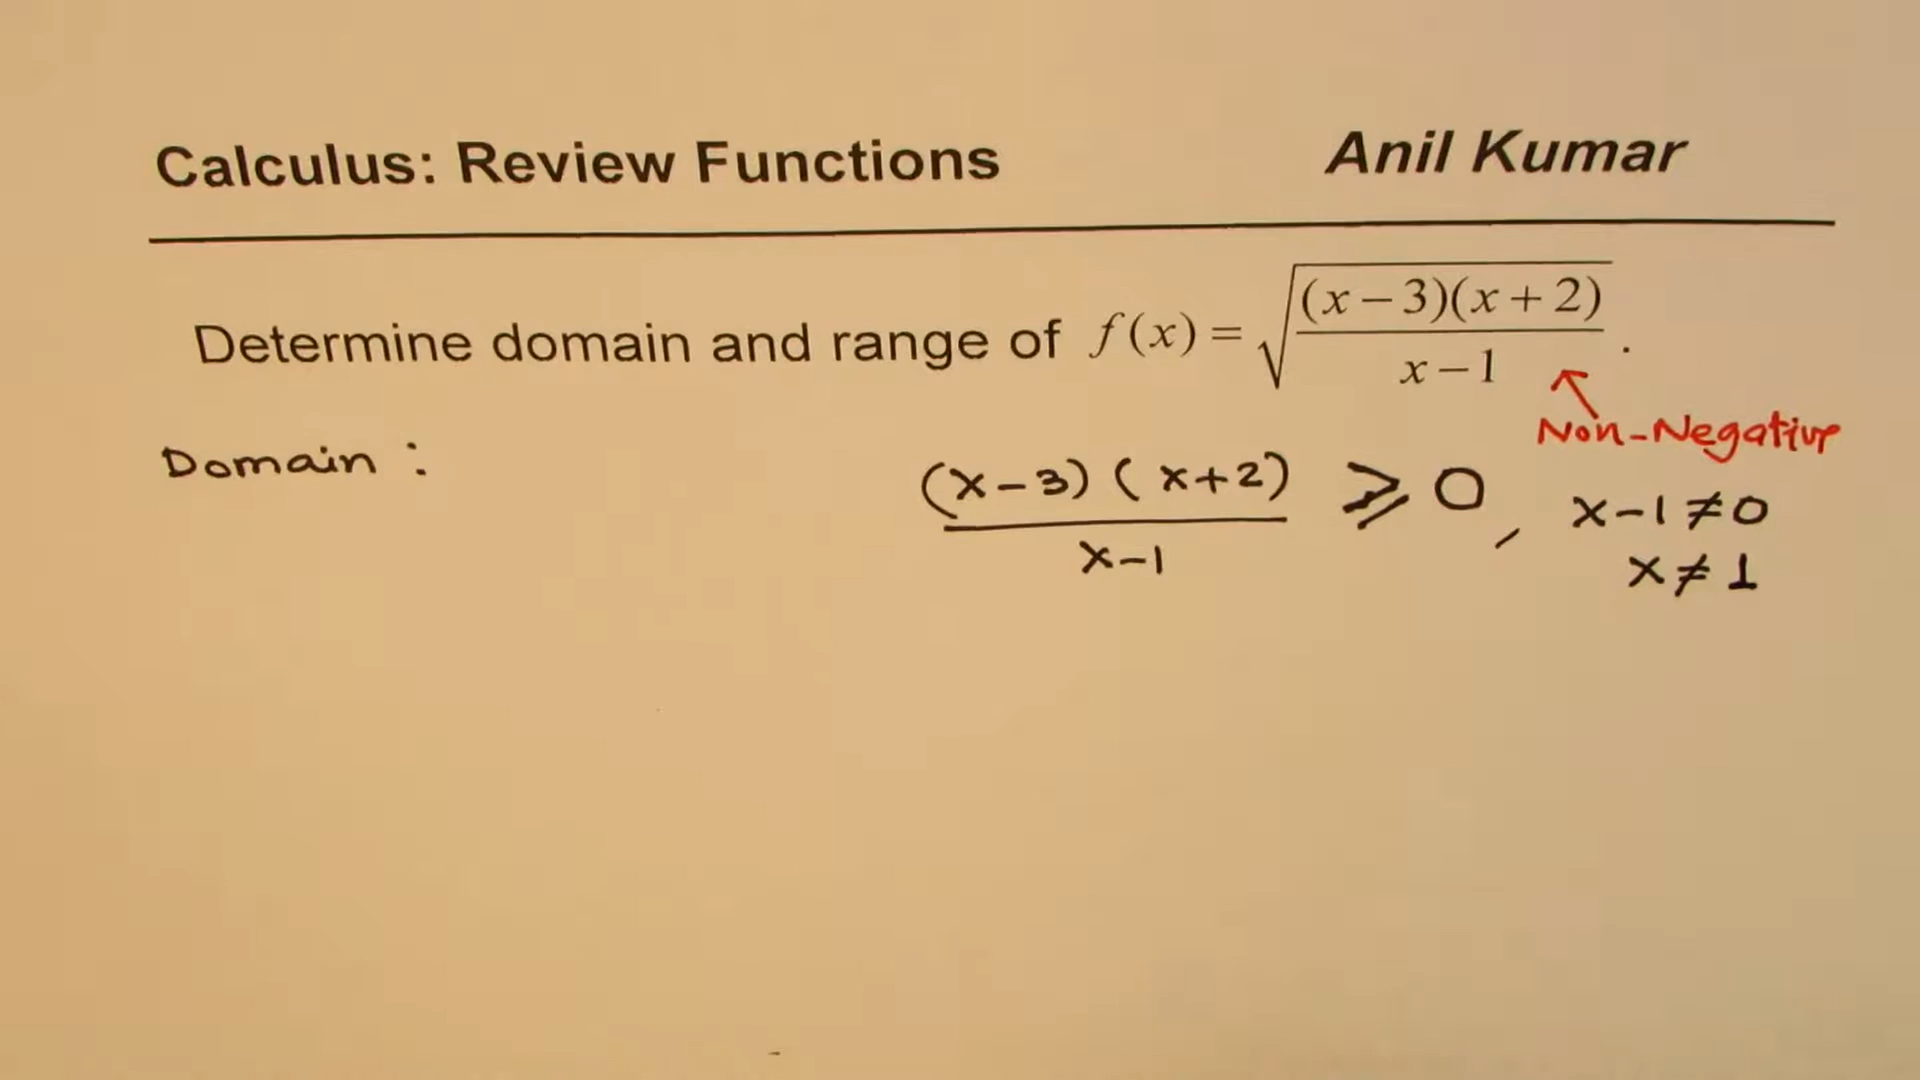 Calculus: Review Functions Anil Kumar
Determine domain and range of f(x) = √((x−3)(x+2)/(x−1)).
Non-Negative
Domain :
(x−3)(x+2)/(x−1) ⩾ 0, x−1≠0
x≠1